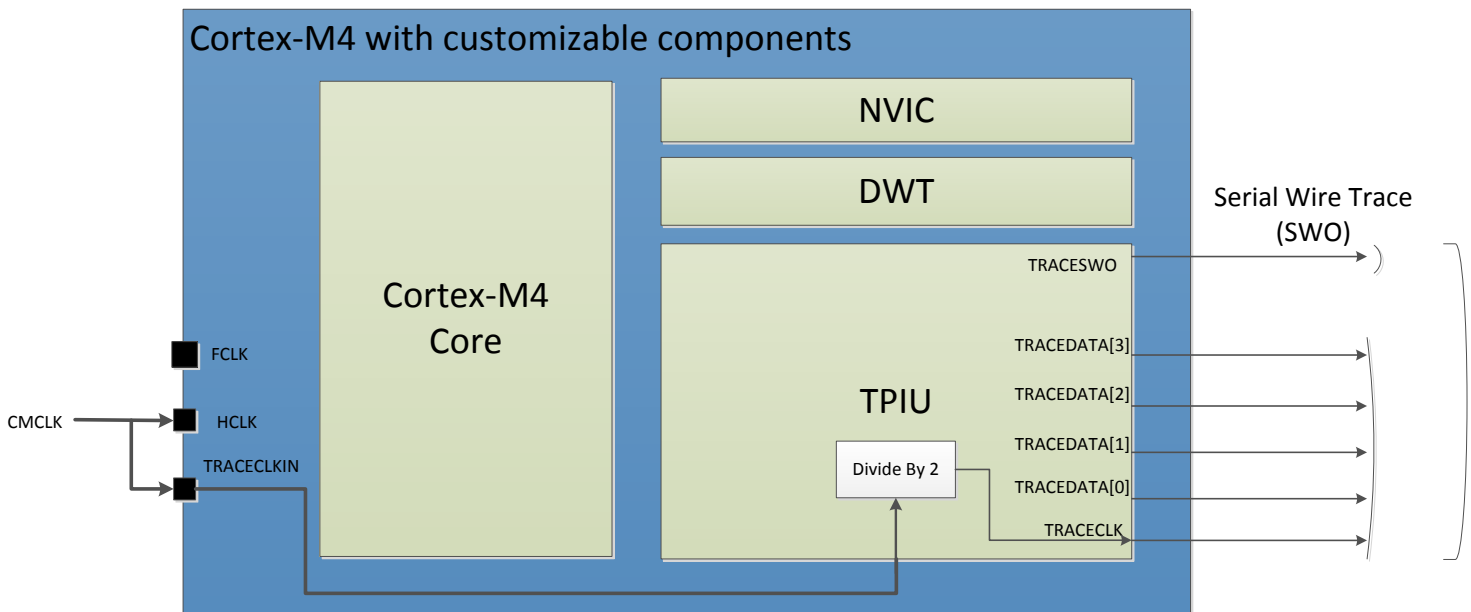 Cortex-M4 with customizable components
NVIC
DWT
Serial Wire Trace
(SWO)
TRACESWO
Cortex-M4
Core
TRACEDATA[3]
FCLK
TPIU
TRACEDATA[2]
CMCLK
HCLK
TRACEDATA[1]
TRACECLKIN
Divide By 2
TRACEDATA[0]
TRACECLK